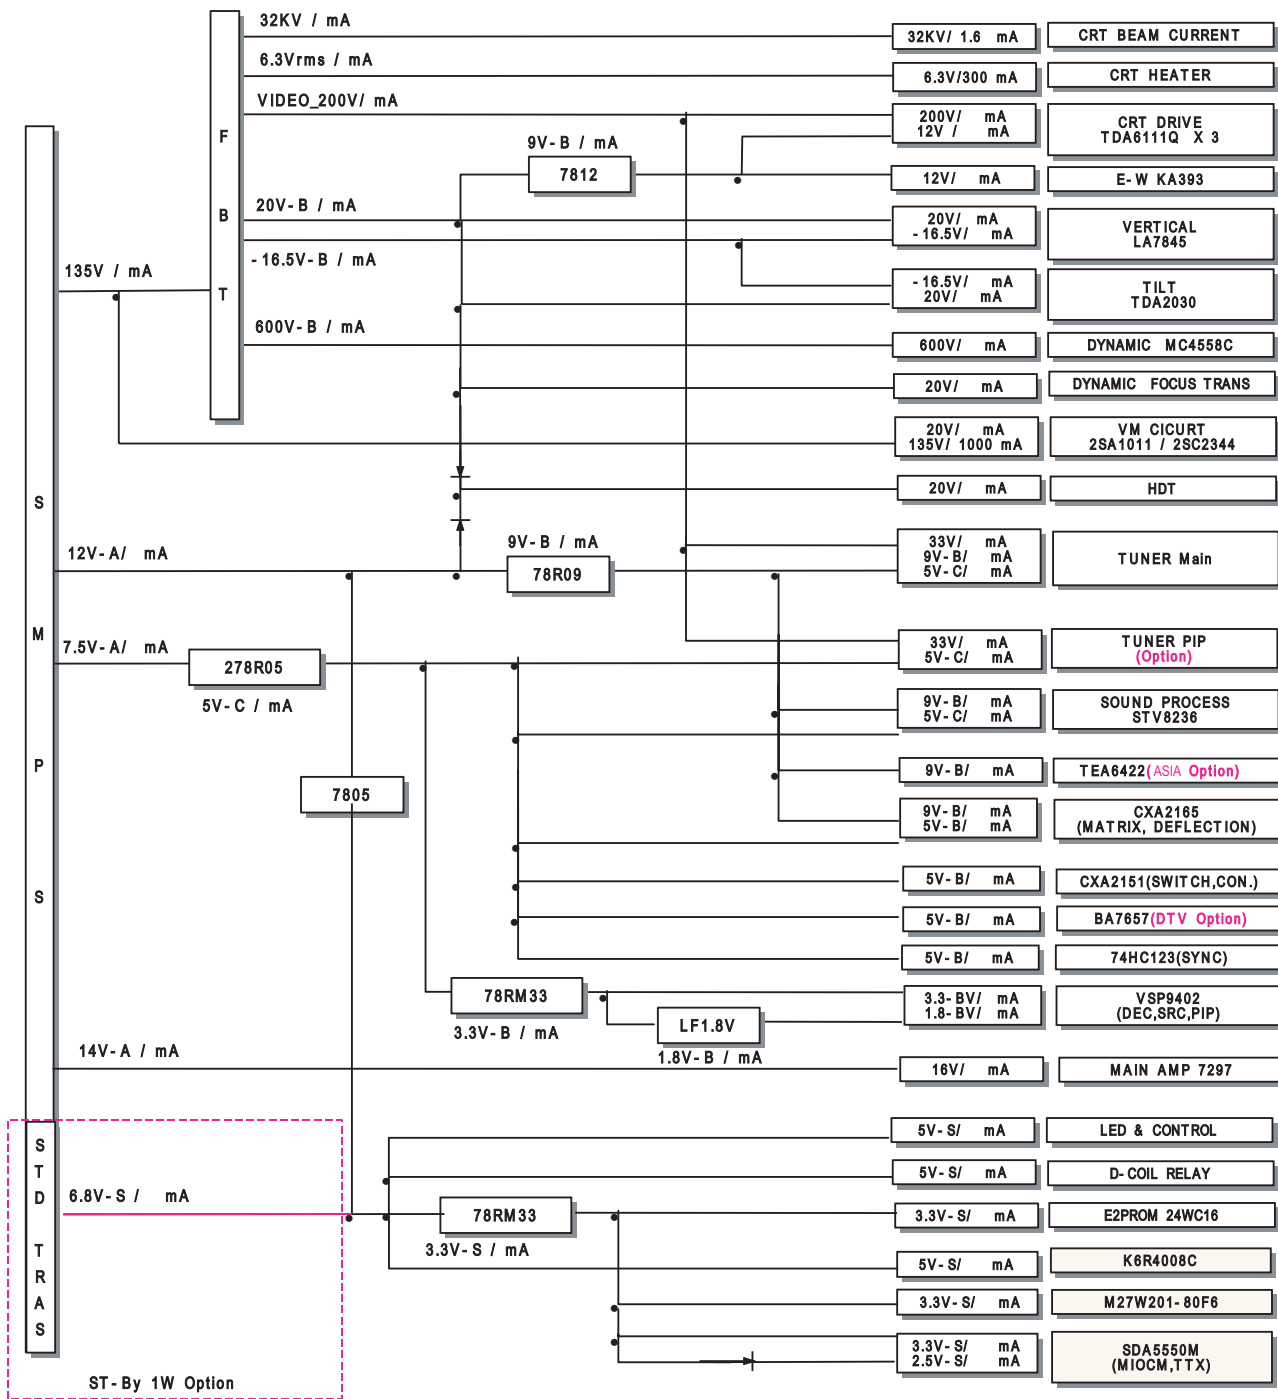 32KV / mA
32KV/ 1.6 mA
CRT BEAM CURRENT
6.3Vrms / mA
6.3V/300 mA
CRT HEATER
VIDEO_200V/ mA
200V/ mA
12V / mA
CRT DRIVE
TDA6111Q X 3
F
B
T
9V-B / mA
7812
12V/ mA
E-W KA393
20V-B / mA
20V/ mA
-16.5V/ mA
VERTICAL
LA7845
-16.5V-B / mA
135V / mA
-16.5V/ mA
20V/ mA
TILT
TDA2030
600V-B / mA
600V/ mA
DYNAMIC MC4558C
20V/ mA
DYNAMIC FOCUS TRANS
20V/ mA
135V/ 1000 mA
VM CICURT
2SA1011 / 2SC2344
20V/ mA
HDT
S
M
P
S
12V-A/ mA
9V-B / mA
78R09
33V/ mA
9V-B/ mA
5V-C/ mA
TUNER Main
7.5V-A/ mA
278R05
5V-C / mA
33V/ mA
5V-C/ mA
TUNER PIP
(Option)
9V-B/ mA
5V-C/ mA
SOUND PROCESS
STV8236
7805
9V-B/ mA
TEA6422(ASIA Option)
9V-B/ mA
5V-B/ mA
CXA2165
(MATRIX, DEFLECTION)
5V-B/ mA
CXA2151(SWITCH,CON.)
5V-B/ mA
BA7657(DTV Option)
5V-B/ mA
74HC123(SYNC)
78RM33
3.3V-B / mA
LF1.8V
1.8V-B / mA
3.3-BV/ mA
1.8-BV/ mA
VSP9402
(DEC,SRC,PIP)
14V-A / mA
16V/ mA
MAIN AMP 7297
S
T
D
T
R
A
S
5V-S/ mA
LED & CONTROL
5V-S/ mA
D-COIL RELAY
6.8V-S / mA
78RM33
3.3V-S / mA
3.3V-S/ mA
E2PROM 24WC16
5V-S/ mA
K6R4008C
3.3V-S/ mA
M27W201-80F6
3.3V-S/ mA
2.5V-S/ mA
SDA5550M
(MIOCM,TTX)
ST-By 1W Option